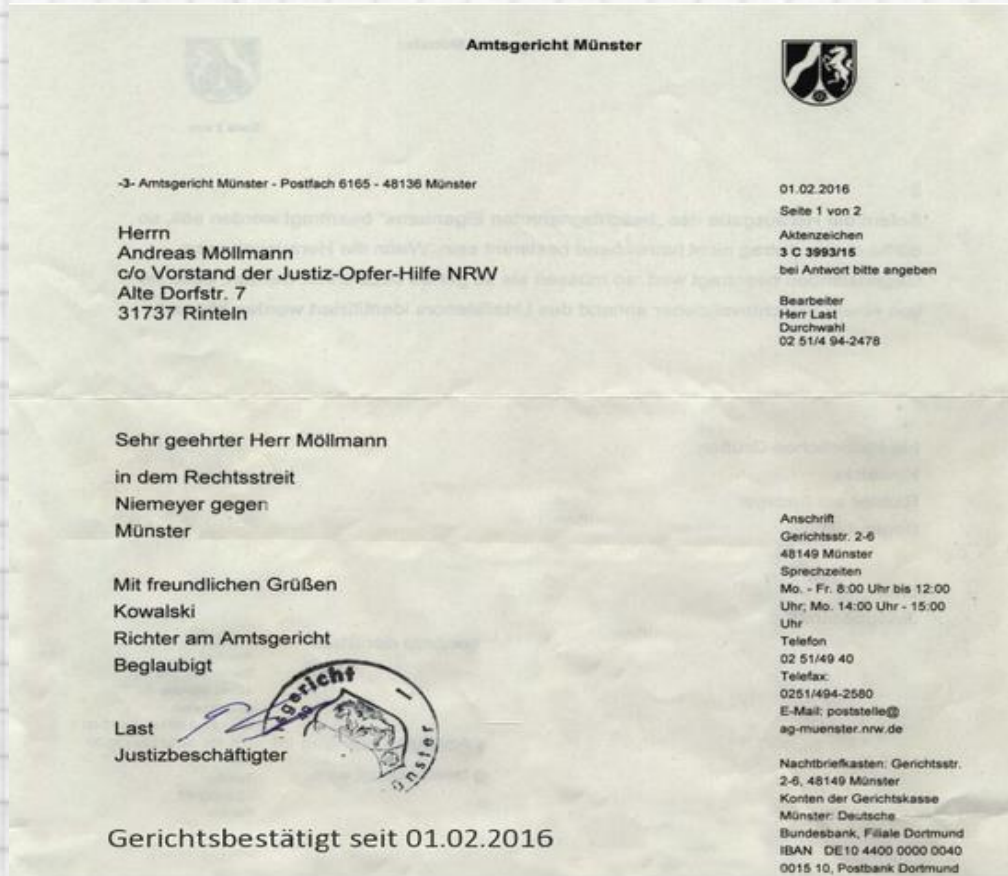 Amtsgericht Münster
-3- Amtsgericht Münster - Postfach 6165 - 48136 Münster
Herrn
Andreas Möllmann
c/o Vorstand der Justiz-Opfer-Hilfe NRW
Alte Dorfstr. 7
31737 Rinteln
01.02.2016
Seite 1 von 2
Aktenzeichen
3 C 3993/15
bei Antwort bitte angeben
Bearbeiter
Herr Last
Durchwahl
02 51/4 94-2478
Sehr geehrter Herr Möllmann
in dem Rechtsstreit
Niemeyer gegen
Münster
Mit freundlichen Grüßen
Kowalski
Richter am Amtsgericht
Beglaubigt
Last
Justizbeschäftigter
Gerichtsbestätigt seit 01.02.2016
Anschrift
Gerichtsstr. 2-6
48149 Münster
Sprechzeiten
Mo. - Fr. 8:00 Uhr bis 12:00
Uhr; Mo. 14:00 Uhr - 15:00
Uhr
Telefon
02 51/49 40
Telefax:
0251/494-2580
E-Mail: poststelle@
ag-muenster.nrw.de
Nachtbriefkasten: Gerichtsstr.
2-6, 48149 Münster
Konten der Gerichtskasse
Münster: Deutsche
Bundesbank, Filiale Dortmund
IBAN DE10 4400 0000 0040
0015 10, Postbank Dortmund